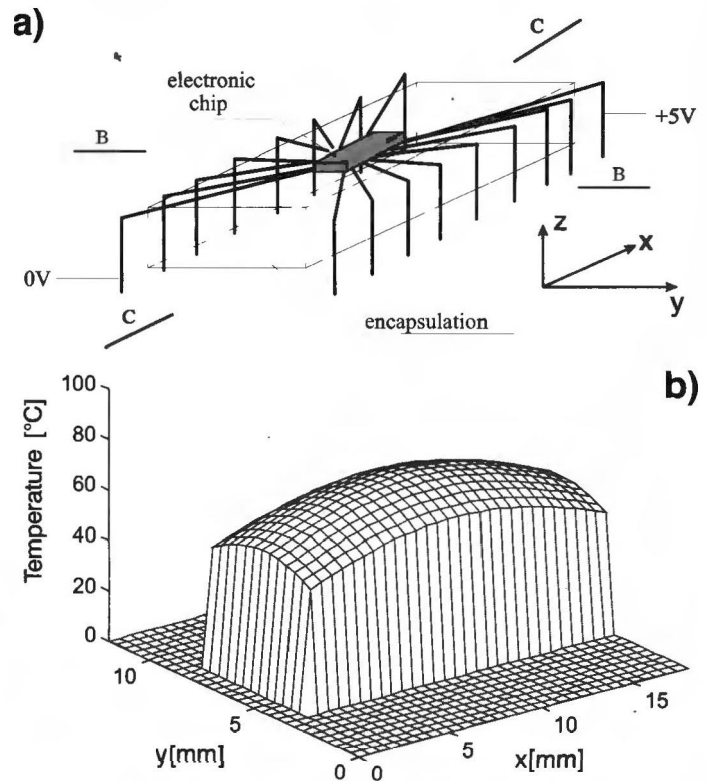 a)
C
electronic
chip
+5V
B
B
z
x
0V
y
C
encapsulation
b)
100
80
60
40
20
0
Temperature [°C]
10
5
0
y[mm]
0
5
10
15
x[mm]